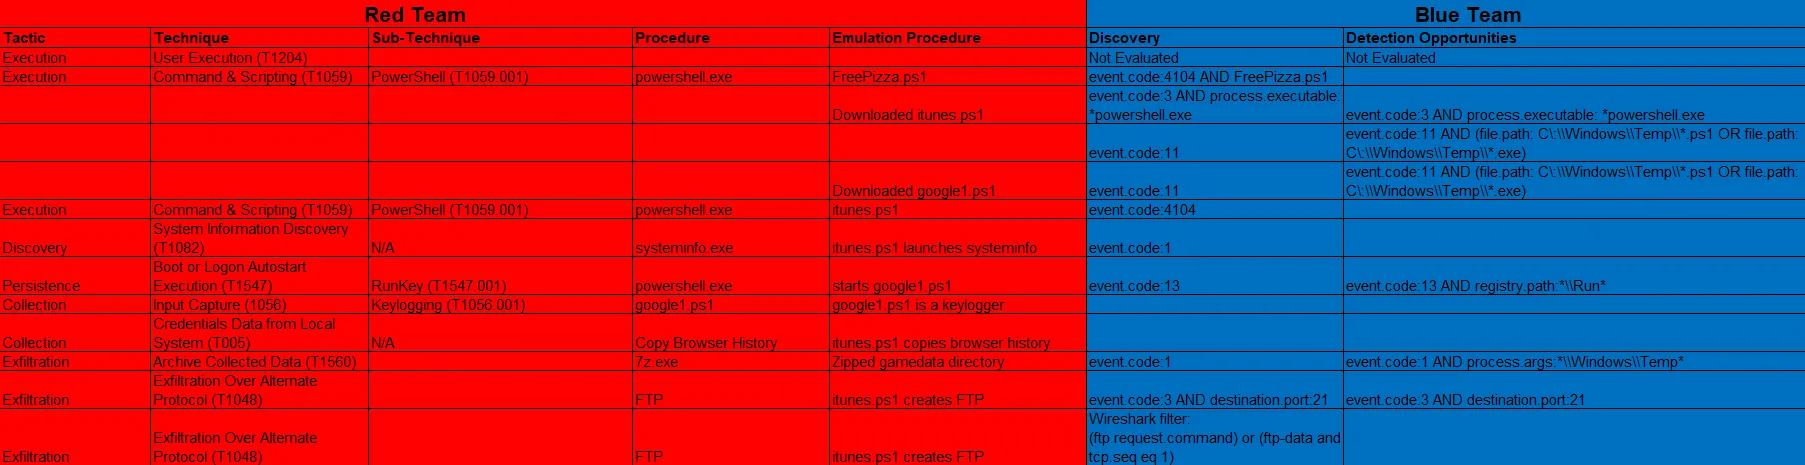 Red Team Blue Team
Tactic Technique Sub-Technique Procedure Emulation Procedure Discovery Detection Opportunities
Execution User Execution (T1204) Not Evaluated Not Evaluated
Execution Command & Scripting (T1059) PowerShell (T1059.001) powershell.exe FreePizza.ps1 event.code:4104 AND FreePizza.ps1
event.code:3 AND process.executable:
Downloaded itunes.ps1 *powershell.exe event.code:3 AND process.executable: *powershell.exe
event.code:11 AND (file.path: C\:\\Windows\\Temp\\*.ps1 OR file.path:
event.code:11 C\:\\Windows\\Temp\\*.exe)
event.code:11 AND (file.path: C\:\\Windows\\Temp\\*.ps1 OR file.path:
Downloaded google1.ps1 event.code:11 C\:\\Windows\\Temp\\*.exe)
Execution Command & Scripting (T1059) PowerShell (T1059.001) powershell.exe itunes.ps1 event.code:4104
System Information Discovery
Discovery (T1082) N/A systeminfo.exe itunes.ps1 launches systeminfo event.code:1
Boot or Logon Autostart
Persistence Execution (T1547) RunKey (T1547.001) powershell.exe starts google1.ps1 event.code:13 event.code:13 AND registry.path:*\\Run*
Collection Input Capture (1056) Keylogging (T1056.001) google1.ps1 google1.ps1 is a keylogger
Credentials Data from Local
Collection System (T005) N/A Copy Browser History itunes.ps1 copies browser history
Exfiltration Archive Collected Data (T1560) 7z.exe Zipped gamedata directory event.code:1 event.code:1 AND process.args:*\\Windows\\Temp*
Exfiltration Over Alternate
Exfiltration Protocol (T1048) FTP itunes.ps1 creates FTP event.code:3 AND destination.port:21 event.code:3 AND destination.port:21
Wireshark filter:
Exfiltration Over Alternate (ftp.request.command) or (ftp-data and
Exfiltration Protocol (T1048) FTP itunes.ps1 creates FTP tcp.seq eq 1)